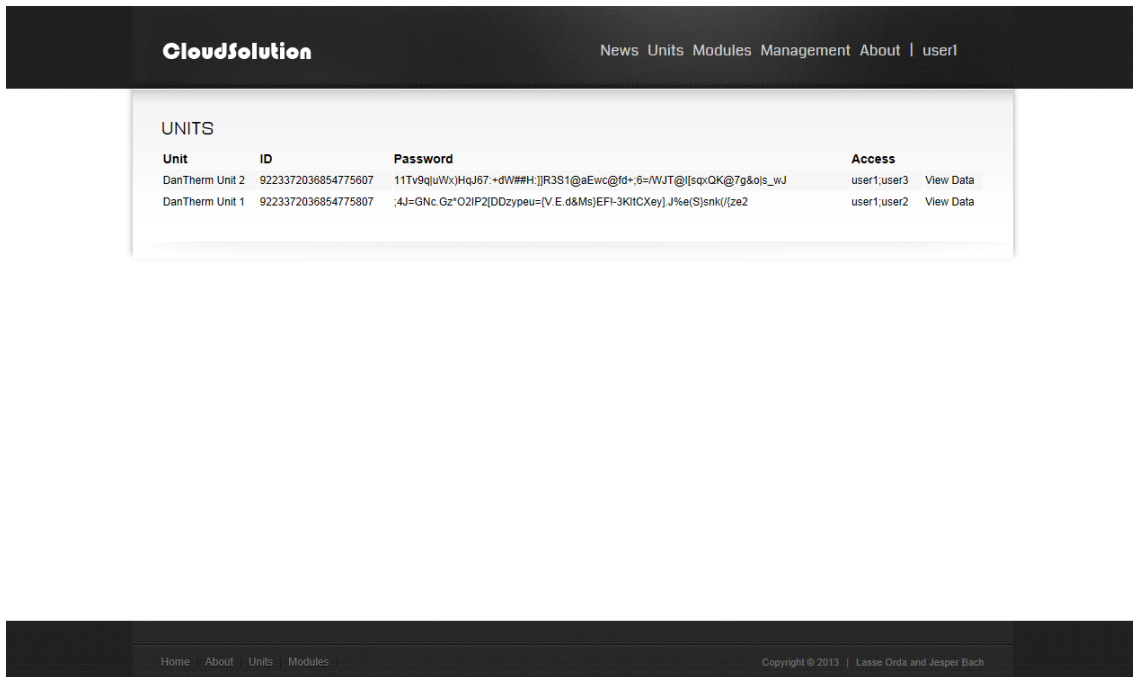 CloudSolution
News Units Modules Management About | user1
UNITS
Unit ID Password Access
DanTherm Unit 2 9223372036854775607 11Tv9q|uWx)HqJ67:+dW##H:]]R3S1@aEwc@fd+;6=/WJT@I[sqxQK@7g&o|s_wJ user1;user3 View Data
DanTherm Unit 1 9223372036854775807 ;4J=GNc.Gz*O2IP2[DDzypeu={V.E.d&Ms}EF!-3KltCXey].J%e(S}snk(/{ze2 user1;user2 View Data
Home | About | Units | Modules |
Copyright © 2013 | Lasse Orda and Jesper Bach